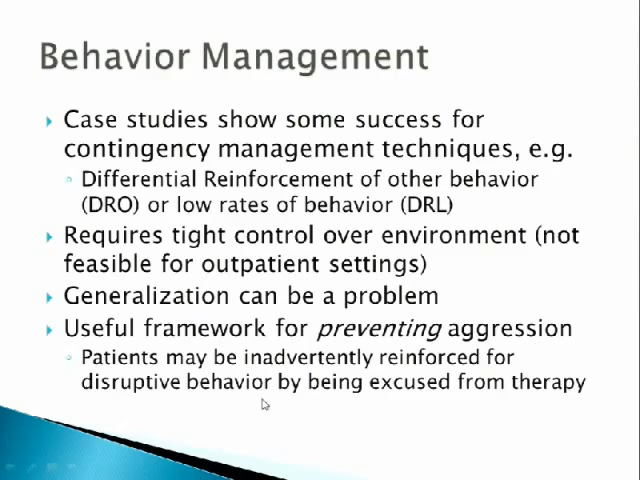 Behavior Management
Case studies show some success for
contingency management techniques, e.g.
Differential Reinforcement of other behavior
(DRO) or low rates of behavior (DRL)
Requires tight control over environment (not
feasible for outpatient settings)
Generalization can be a problem
Useful framework for preventing aggression
Patients may be inadvertently reinforced for
disruptive behavior by being excused from therapy